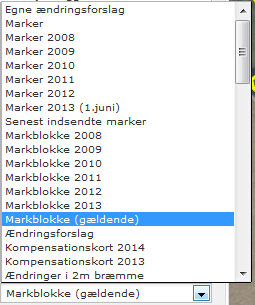 Egne ændringsforslag
Marker
Marker 2008
Marker 2009
Marker 2010
Marker 2011
Marker 2012
Marker 2013 (1.juni)
Senest indsendte marker
Markblokke 2008
Markblokke 2009
Markblokke 2010
Markblokke 2011
Markblokke 2012
Markblokke 2013
Markblokke (gældende)
Ændringsforslag
Kompensationskort 2014
Kompensationskort 2013
Ændringer i 2m bræmme
Markblokke (gældende)